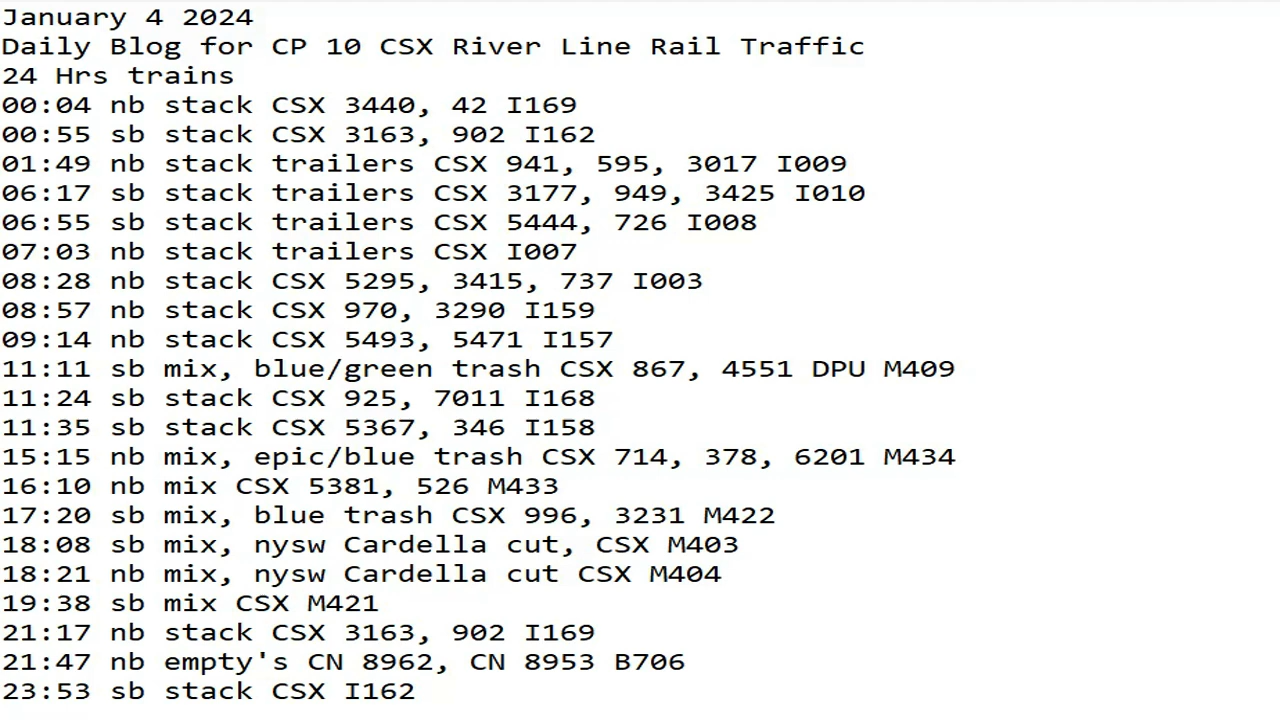 January 4 2024
Daily Blog for CP 10 CSX River Line Rail Traffic
24 Hrs trains
00:04 nb stack CSX 3440, 42 I169
00:55 sb stack CSX 3163, 902 I162
01:49 nb stack trailers CSX 941, 595, 3017 I009
06:17 sb stack trailers CSX 3177, 949, 3425 I010
06:55 sb stack trailers CSX 5444, 726 I008
07:03 nb stack trailers CSX I007
08:28 nb stack CSX 5295, 3415, 737 I003
08:57 nb stack CSX 970, 3290 I159
09:14 nb stack CSX 5493, 5471 I157
11:11 sb mix, blue/green trash CSX 867, 4551 DPU M409
11:24 sb stack CSX 925, 7011 I168
11:35 sb stack CSX 5367, 346 I158
15:15 nb mix, epic/blue trash CSX 714, 378, 6201 M434
16:10 nb mix CSX 5381, 526 M433
17:20 sb mix, blue trash CSX 996, 3231 M422
18:08 sb mix, nysw Cardella cut, CSX M403
18:21 nb mix, nysw Cardella cut CSX M404
19:38 sb mix CSX M421
21:17 nb stack CSX 3163, 902 I169
21:47 nb empty's CN 8962, CN 8953 B706
23:53 sb stack CSX I162